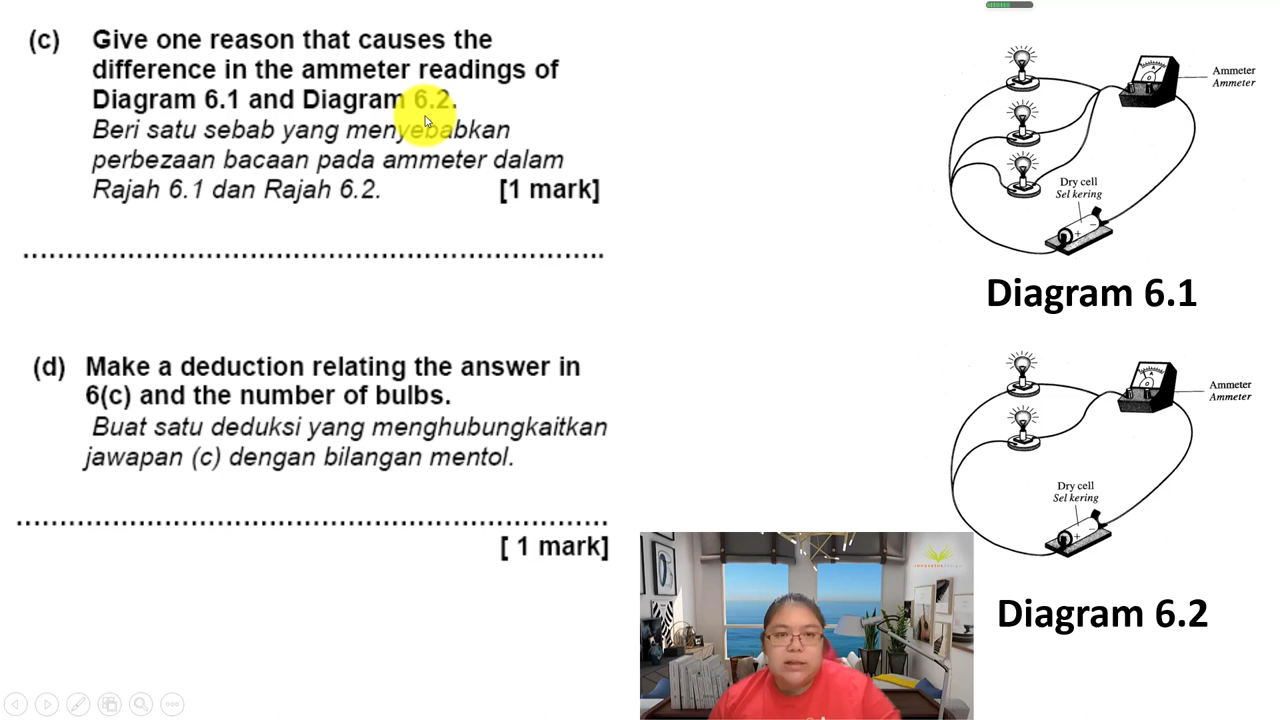 (c) Give one reason that causes the
difference in the ammeter readings of
Diagram 6.1 and Diagram 6.2.
Beri satu sebab yang menyebabkan
perbezaan bacaan pada ammeter dalam
Rajah 6.1 dan Rajah 6.2. [1 mark]
(d) Make a deduction relating the answer in
6(c) and the number of bulbs.
Buat satu deduksi yang menghubungkaitkan
jawapan (c) dengan bilangan mentol.
[ 1 mark]
Ammeter
Ammeter
Dry cell
Sel kering
+
−
Diagram 6.1
Ammeter
Ammeter
Dry cell
Sel kering
+
−
Diagram 6.2